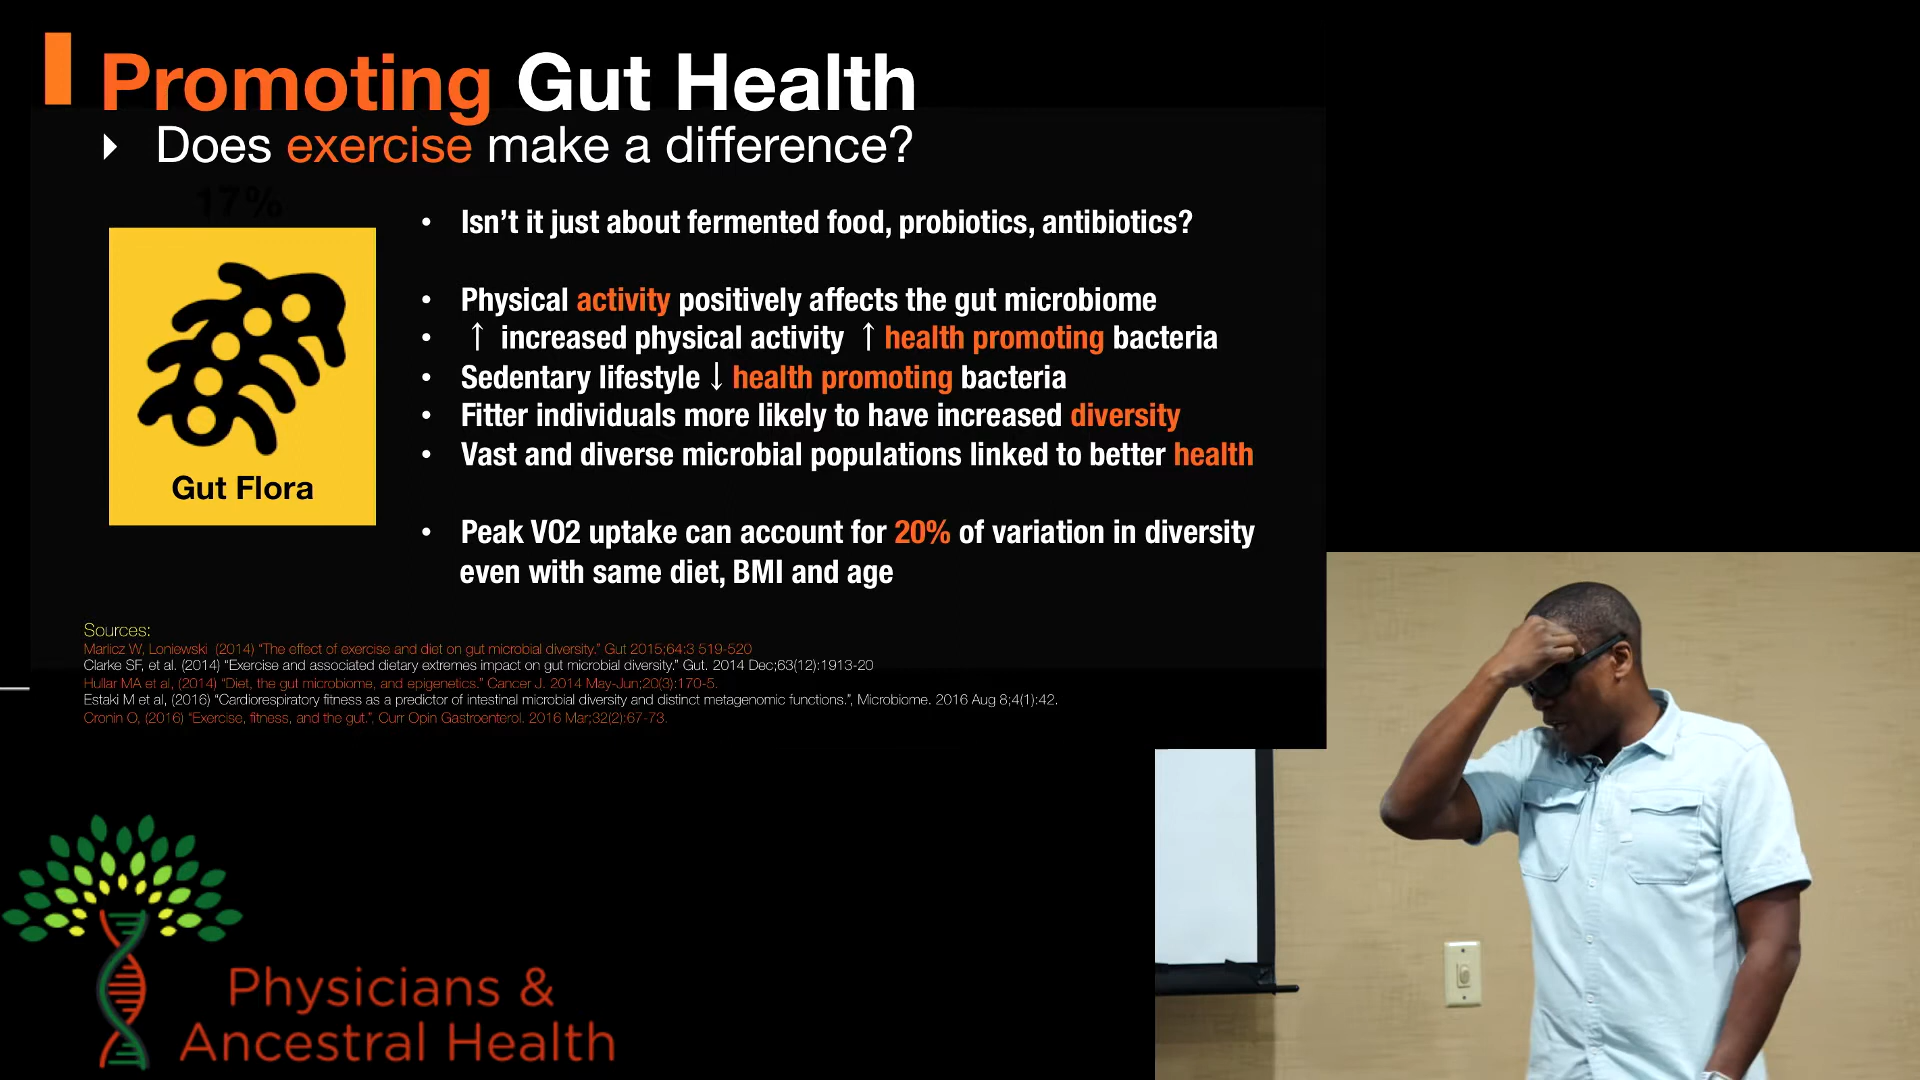 Promoting Gut Health
Does exercise make a difference?
17%
Gut Flora
• Isn't it just about fermented food, probiotics, antibiotics?
• Physical activity positively affects the gut microbiome
• ↑ increased physical activity ↑ health promoting bacteria
• Sedentary lifestyle ↓ health promoting bacteria
• Fitter individuals more likely to have increased diversity
• Vast and diverse microbial populations linked to better health
• Peak VO2 uptake can account for 20% of variation in diversity
even with same diet, BMI and age
Sources:
Marlicz W, Loniewski (2014) “The effect of exercise and diet on gut microbial diversity.” Gut 2015;64:3 519-520
Clarke SF, et al. (2014) “Exercise and associated dietary extremes impact on gut microbial diversity.” Gut. 2014 Dec;63(12):1913-20
Hullar MA et al, (2014) “Diet, the gut microbiome, and epigenetics.” Cancer J. 2014 May-Jun;20(3):170-5.
Estaki M et al, (2016) “Cardiorespiratory fitness as a predictor of intestinal microbial diversity and distinct metagenomic functions.”, Microbiome. 2016 Aug 8;4(1):42.
Cronin O, (2016) “Exercise, fitness, and the gut.”, Curr Opin Gastroenterol. 2016 Mar;32(2):67-73.
Physicians &
Ancestral Health